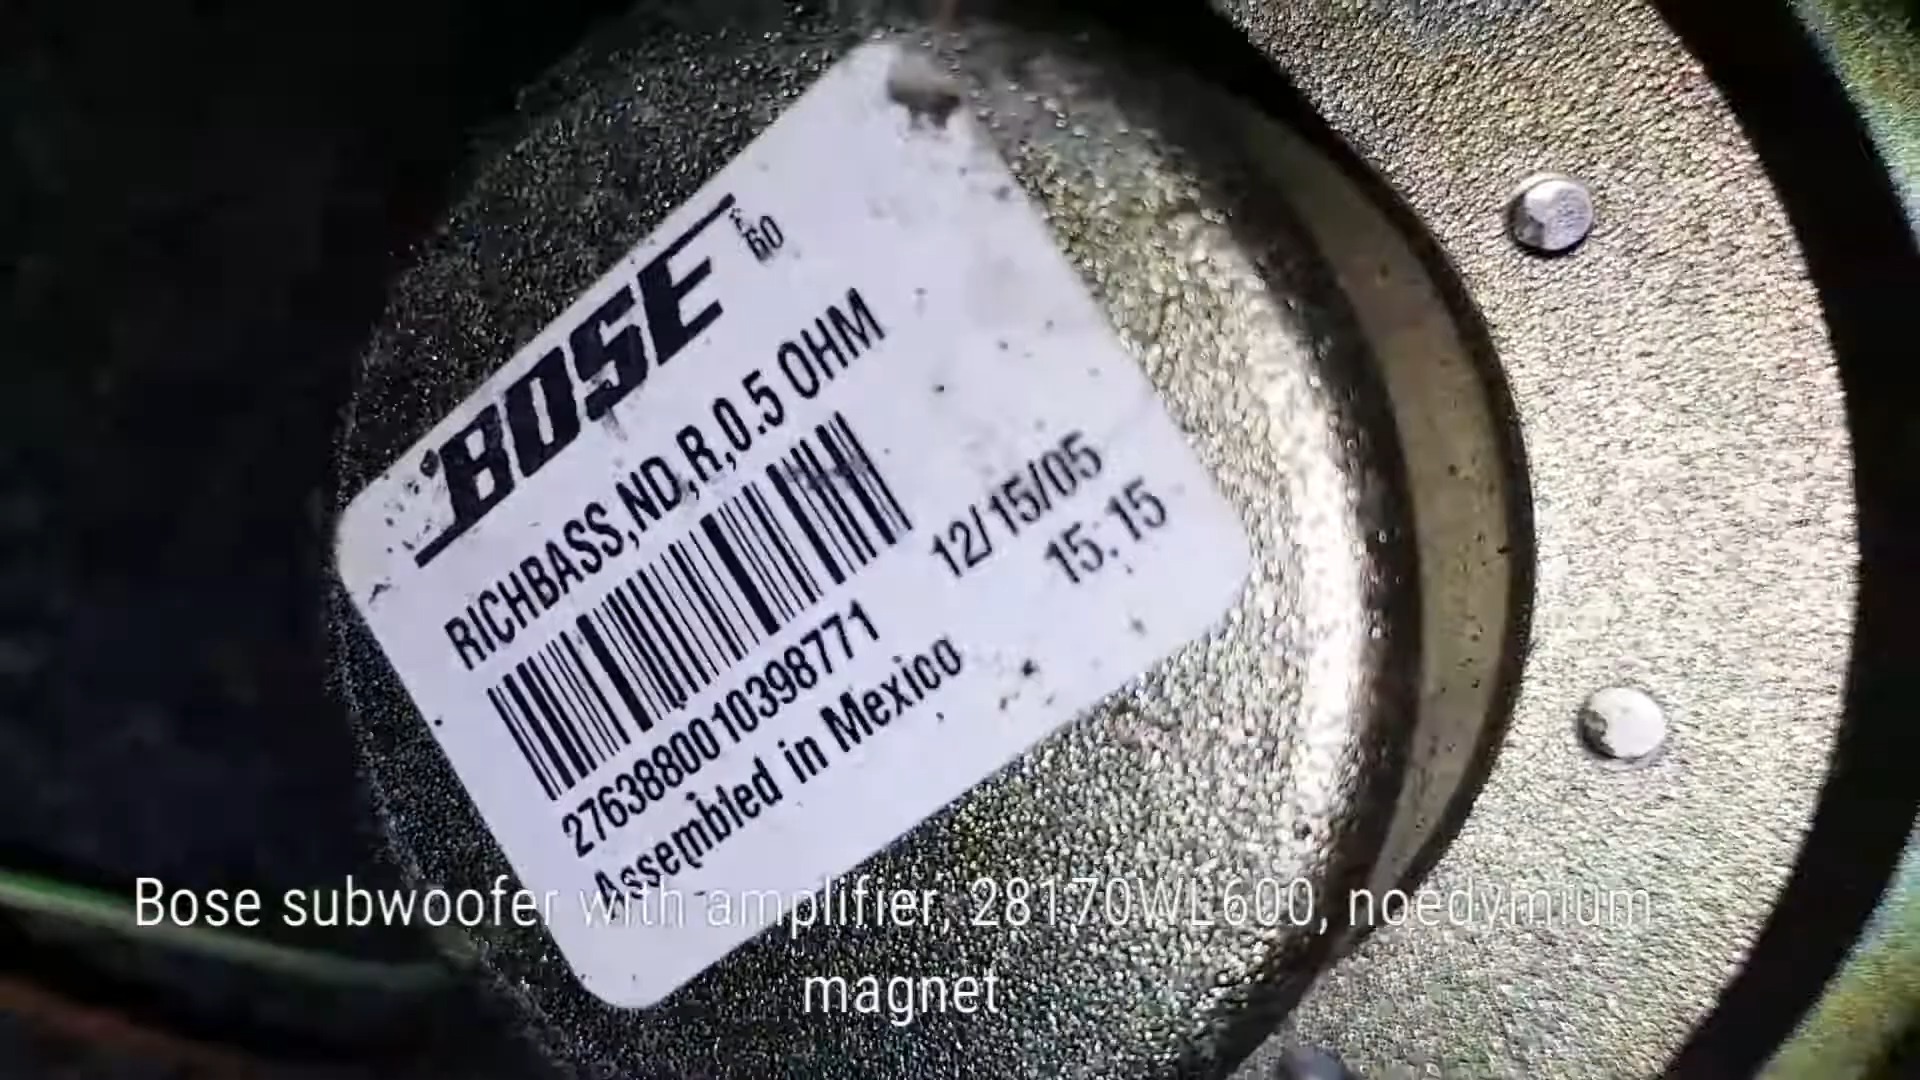 BOSE
60
RICHBASS,ND,R,0.5 OHM
12/15/05
15:15
276388001039877​1
Assembled in Mexico
Bose subwoofer with amplifier, 28170WL600, noedymium
magnet